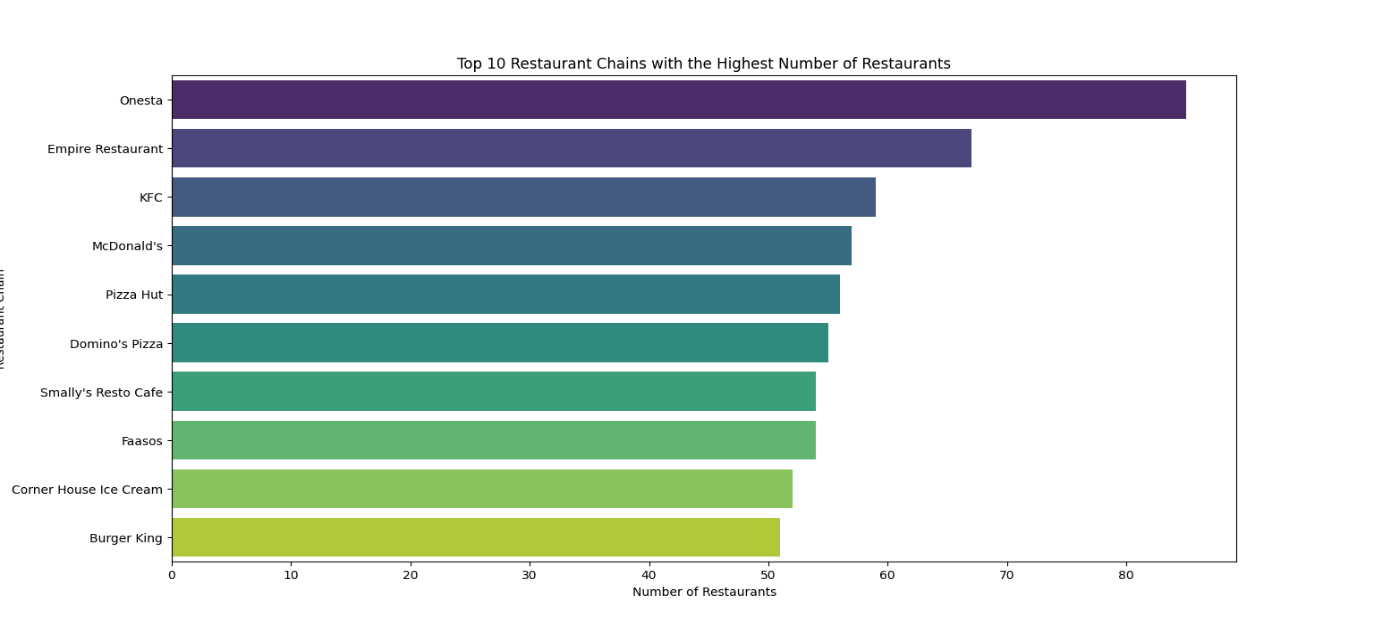 Top 10 Restaurant Chains with the Highest Number of Restaurants
Onesta
Empire Restaurant
KFC
McDonald's
Pizza Hut
Domino's Pizza
Smally's Resto Cafe
Faasos
Corner House Ice Cream
Burger King
0 10 20 30 40 50 60 70 80
Number of Restaurants
Restaurant Chain